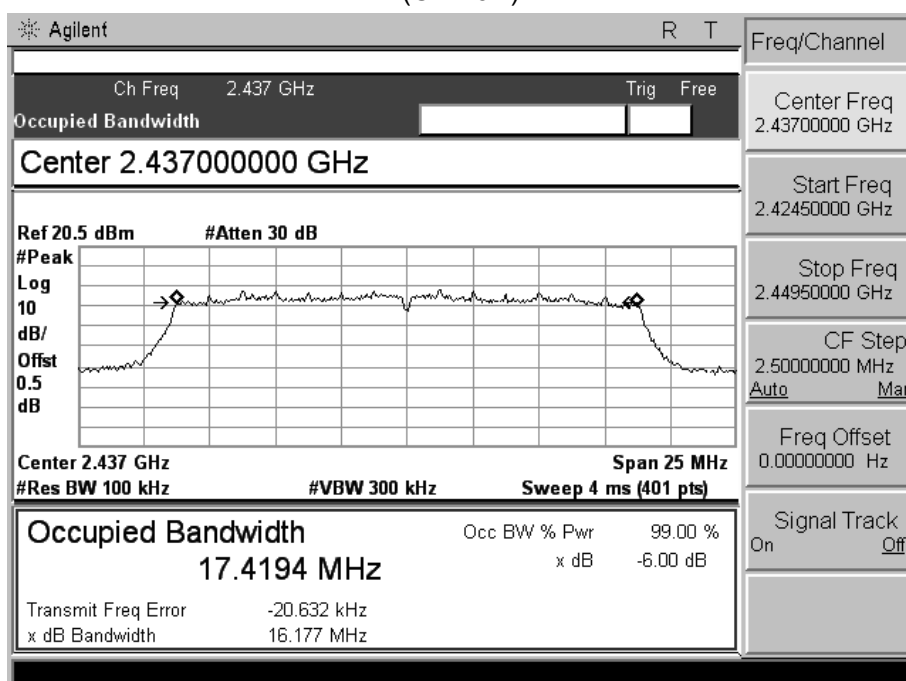 Agilent R T
Ch Freq 2.437 GHz Trig Free
Occupied Bandwidth
Center 2.437000000 GHz
Ref 20.5 dBm #Atten 30 dB
#Peak
Log
10
dB/
Offst
0.5
dB
Center 2.437 GHz Span 25 MHz
#Res BW 100 kHz #VBW 300 kHz Sweep 4 ms (401 pts)
Occupied Bandwidth Occ BW % Pwr 99.00 %
17.4194 MHz x dB -6.00 dB
Transmit Freq Error -20.632 kHz
x dB Bandwidth 16.177 MHz
Freq/Channel
Center Freq
2.43700000 GHz
Start Freq
2.42450000 GHz
Stop Freq
2.44950000 GHz
CF Step
2.50000000 MHz
Auto Mar
Freq Offset
0.00000000 Hz
Signal Track
On Off